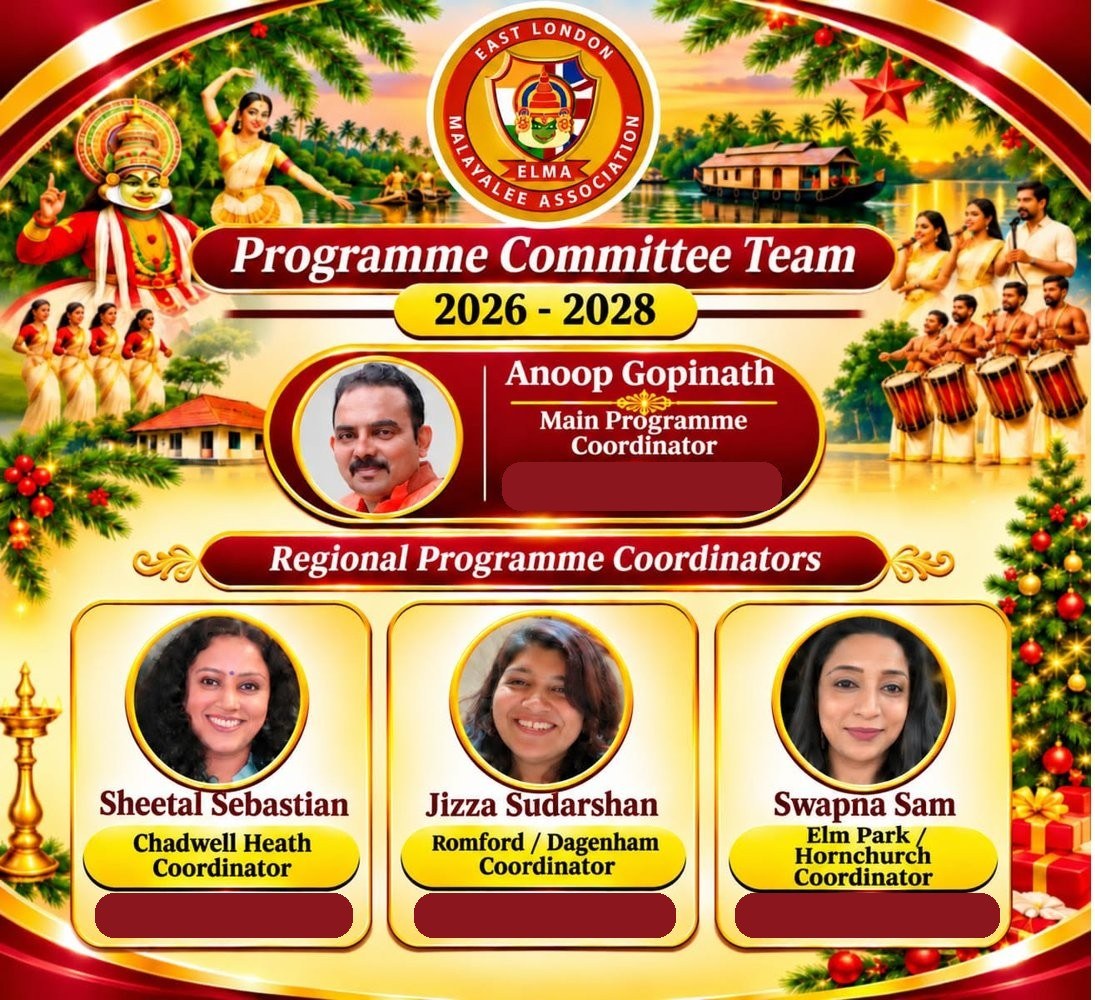 EAST LONDON
MALAYALEE ASSOCIATION
ELMA
Programme Committee Team
2026 - 2028
Anoop Gopinath
Main Programme
Coordinator
Regional Programme Coordinators
Sheetal Sebastian
Chadwell Heath
Coordinator
Jizza Sudarshan
Romford / Dagenham
Coordinator
Swapna Sam
Elm Park /
Hornchurch
Coordinator